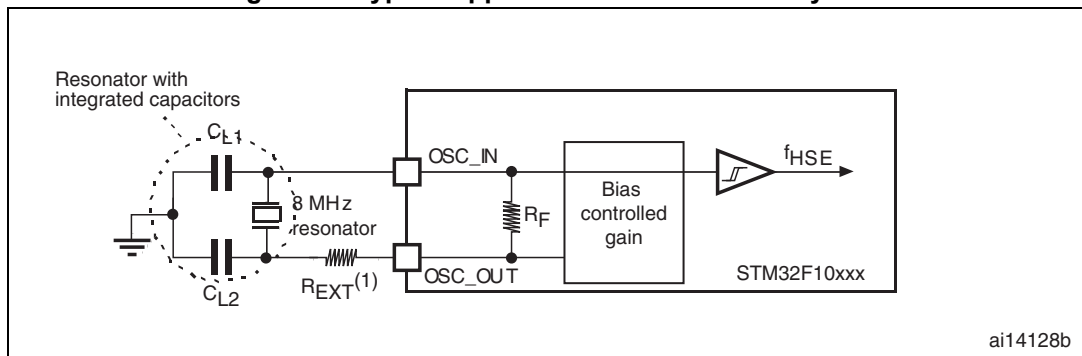 Resonator with
integrated capacitors
CL1
OSC_IN
fHSE
8 MHz
resonator
RF
Bias
controlled
gain
REXT(1)
OSC_OUT
STM32F10xxx
CL2
ai14128b